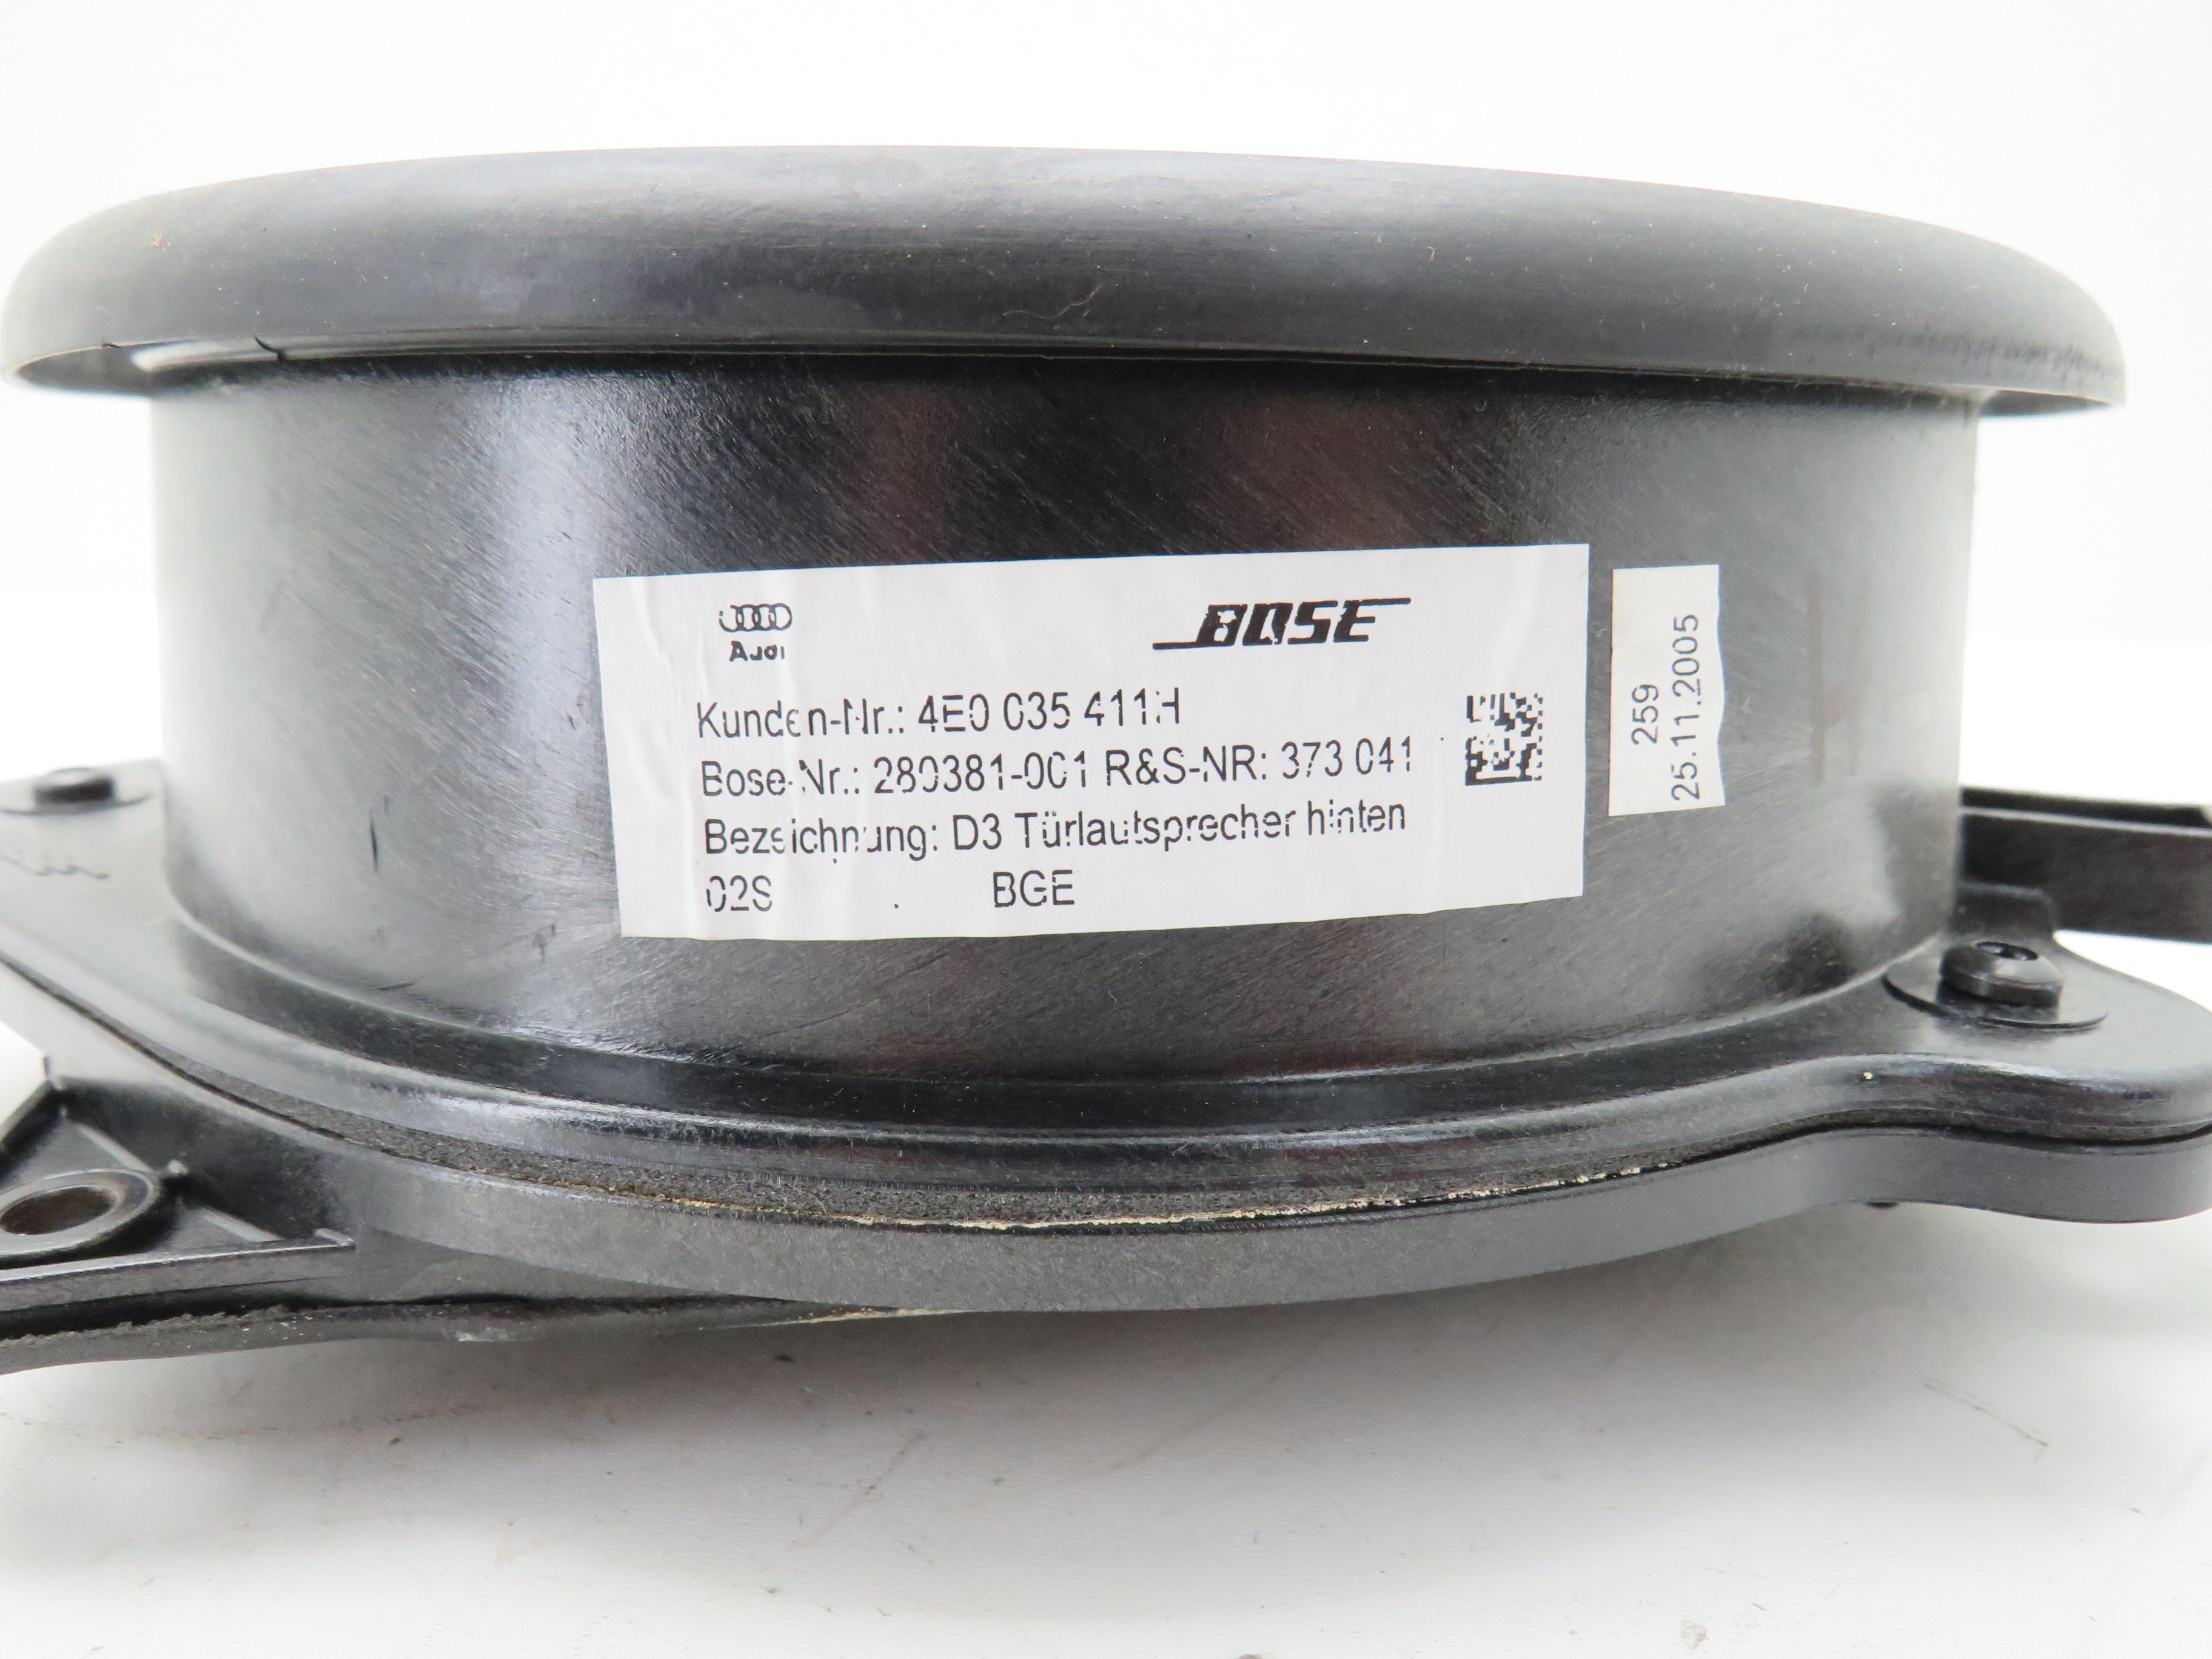 Audi
BOSE
Kunden-Nr.: 4E0 035 411H
Bose-Nr.: 280381-001 R&S-NR: 373 041
Bezeichnung: D3 Türlautsprecher hinten
02S . BGE
259
25.11.2005